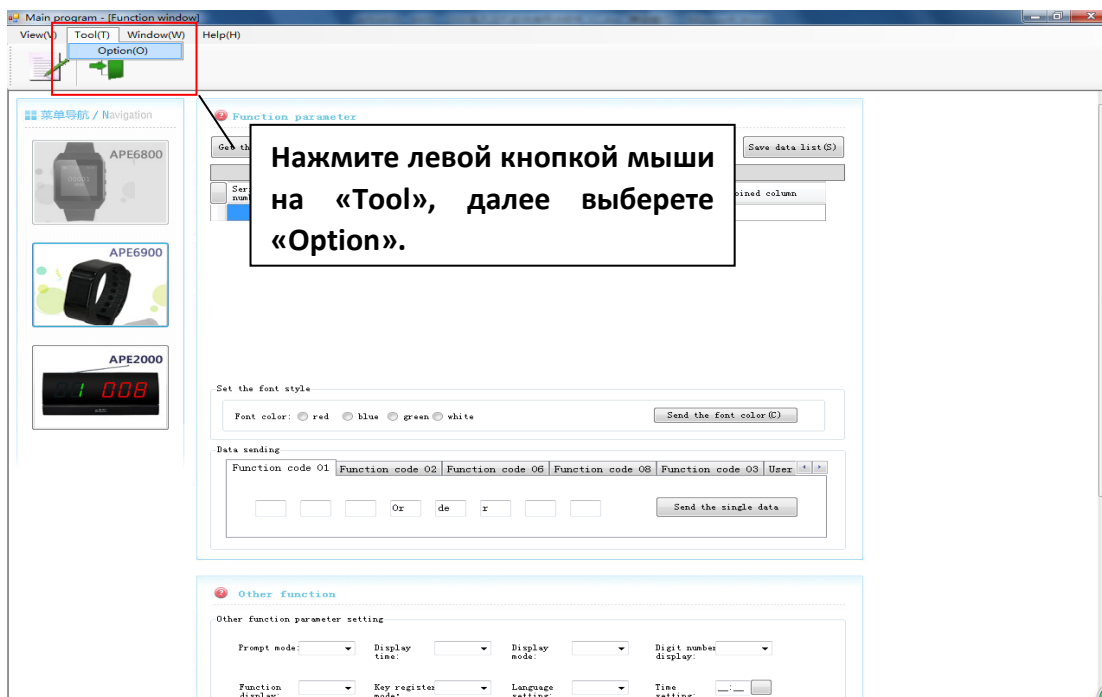 Main program - [Function window]
View(V) Tool(T) Window(W) Help(H)
Option(O)
菜单导航 / Navigation
APE6800
APE6900
APE2000
1 008
Function parameter
Save data list(S)
Нажмите левой кнопкой мыши
на «Tool», далее выберете
«Option».
column
Set the font style
Font color: red blue green white Send the font color(C)
Data sending
Function code 01 Function code 02 Function code 06 Function code 08 Function code 03 User
Or de r Send the single data
Other function
Other function parameter setting
Prompt mode: Display time: Display mode: Digit number display:
Function display: Key register mode: Language setting: Time setting: _:_